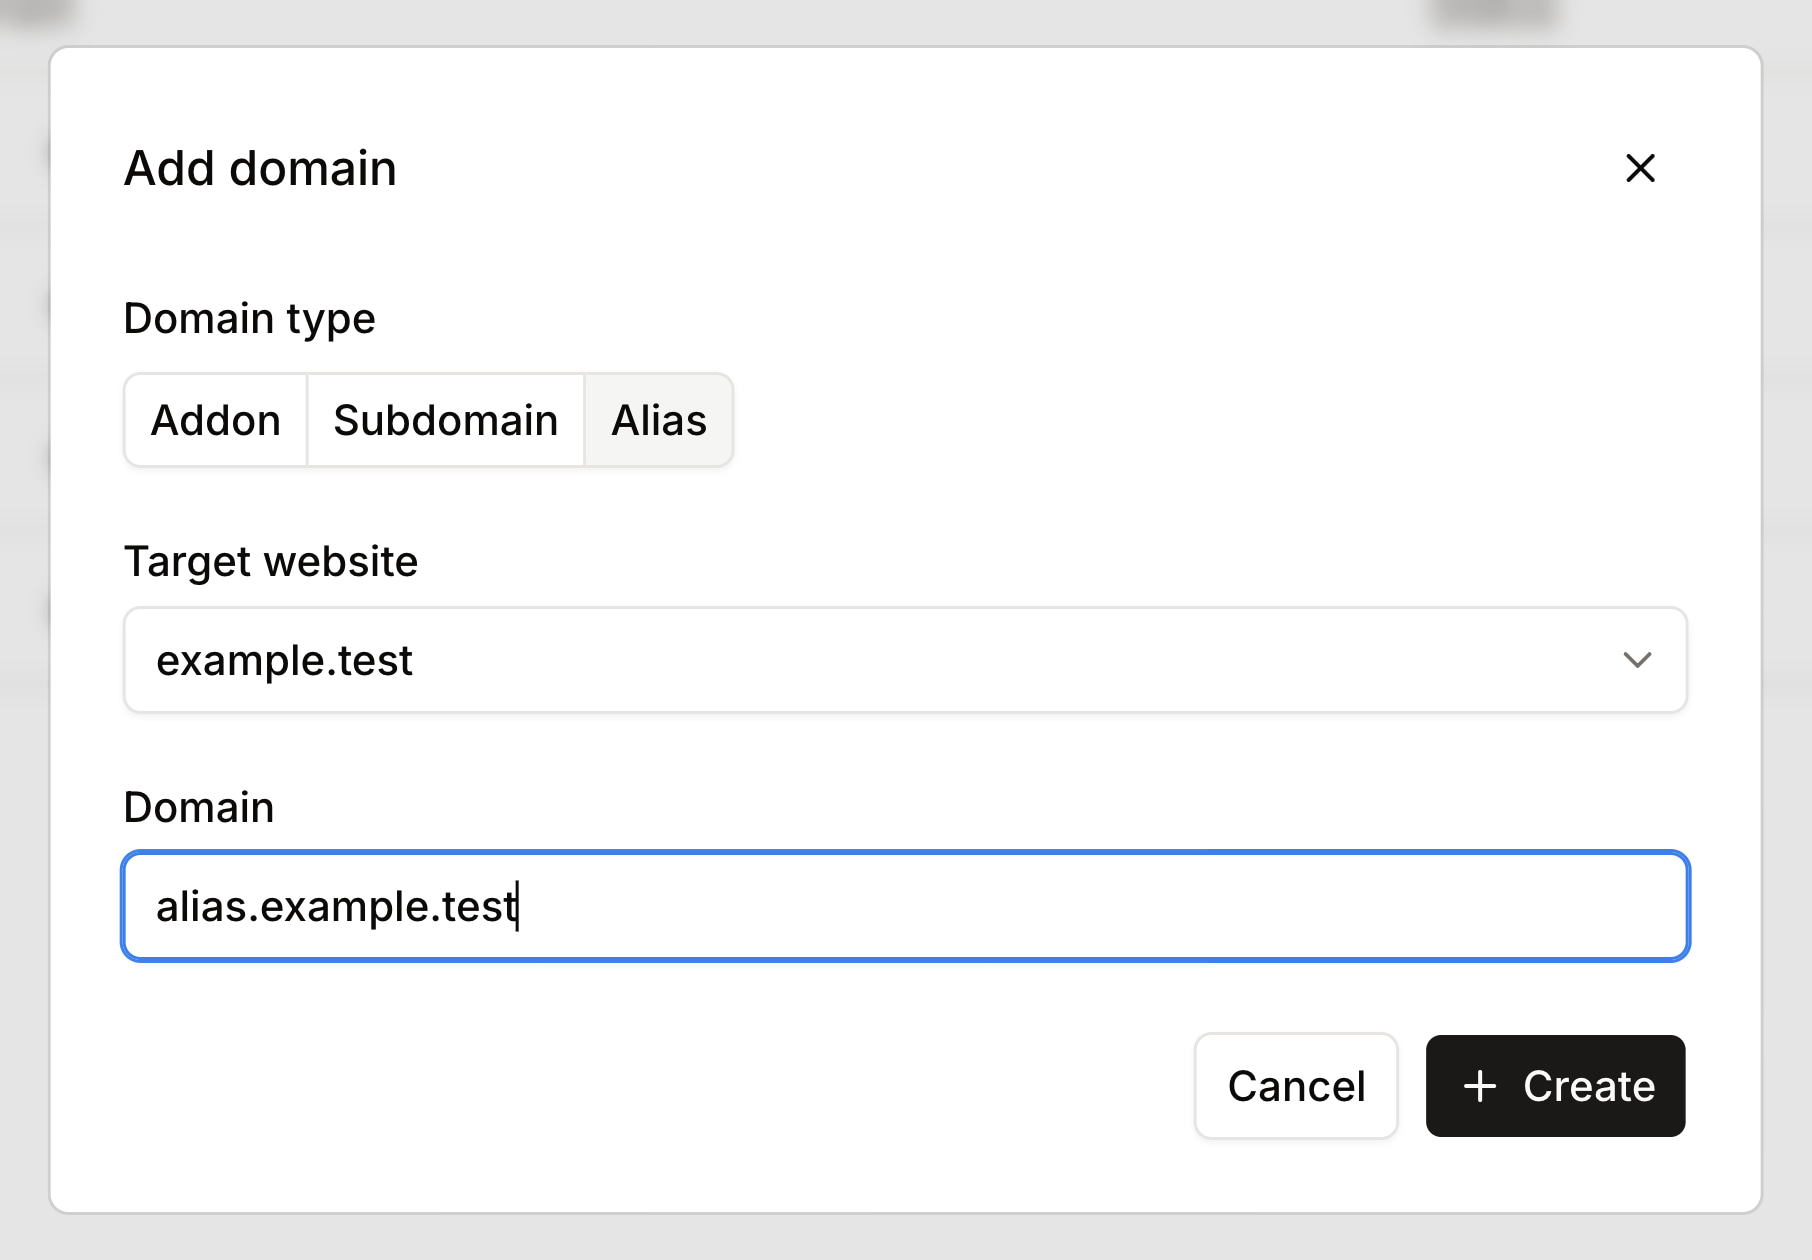 Add domain
Domain type
Addon Subdomain Alias
Target website
example.test
Domain
alias.example.test
Cancel Create